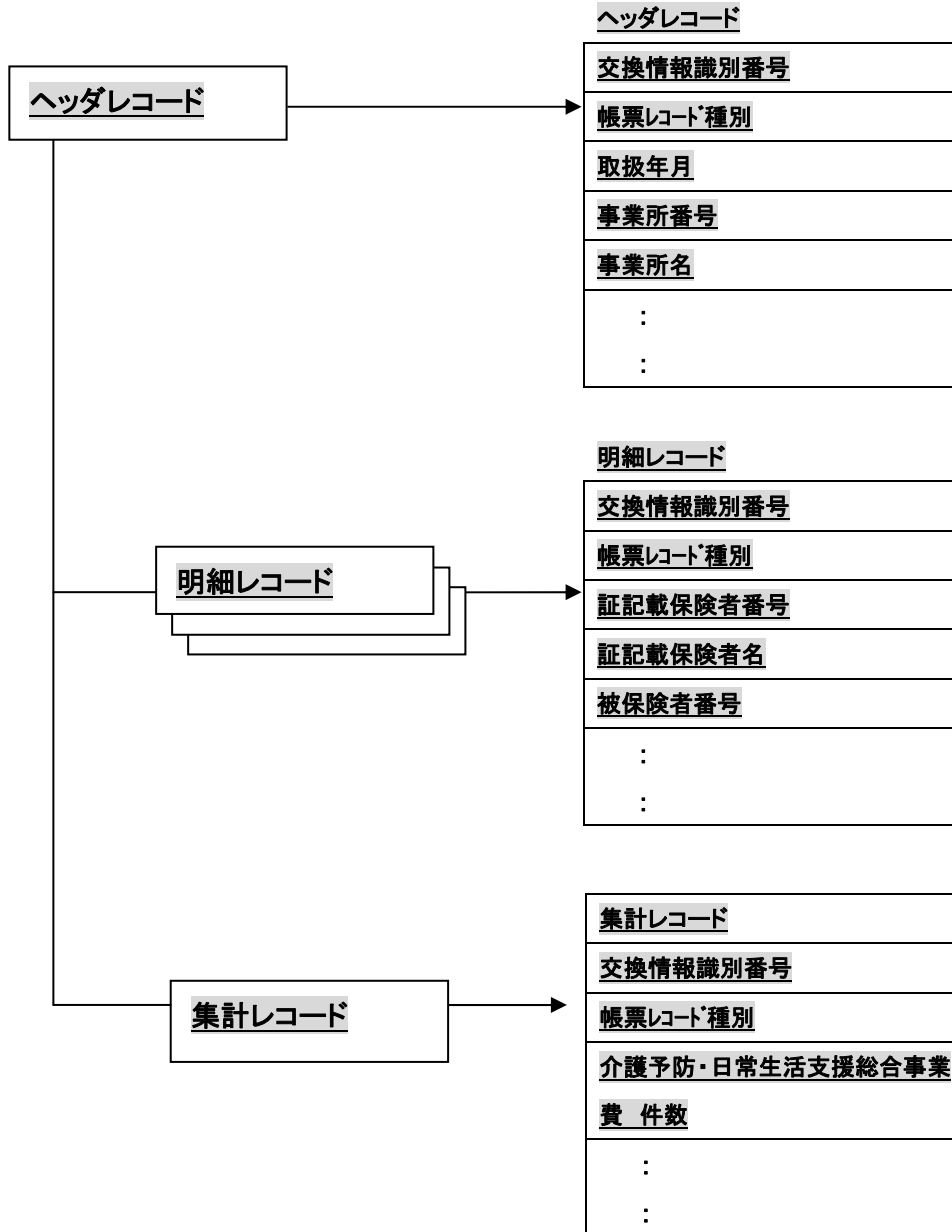 ヘッダレコード
ヘッダレコード
交換情報識別番号
帳票ﾚｺｰﾄﾞ種別
取扱年月
事業所番号
事業所名
:
:
明細レコード
明細レコード
交換情報識別番号
帳票ﾚｺｰﾄﾞ種別
証記載保険者番号
証記載保険者名
被保険者番号
:
:
集計レコード
集計レコード
交換情報識別番号
帳票ﾚｺｰﾄﾞ種別
介護予防・日常生活支援総合事業
費 件数
:
: